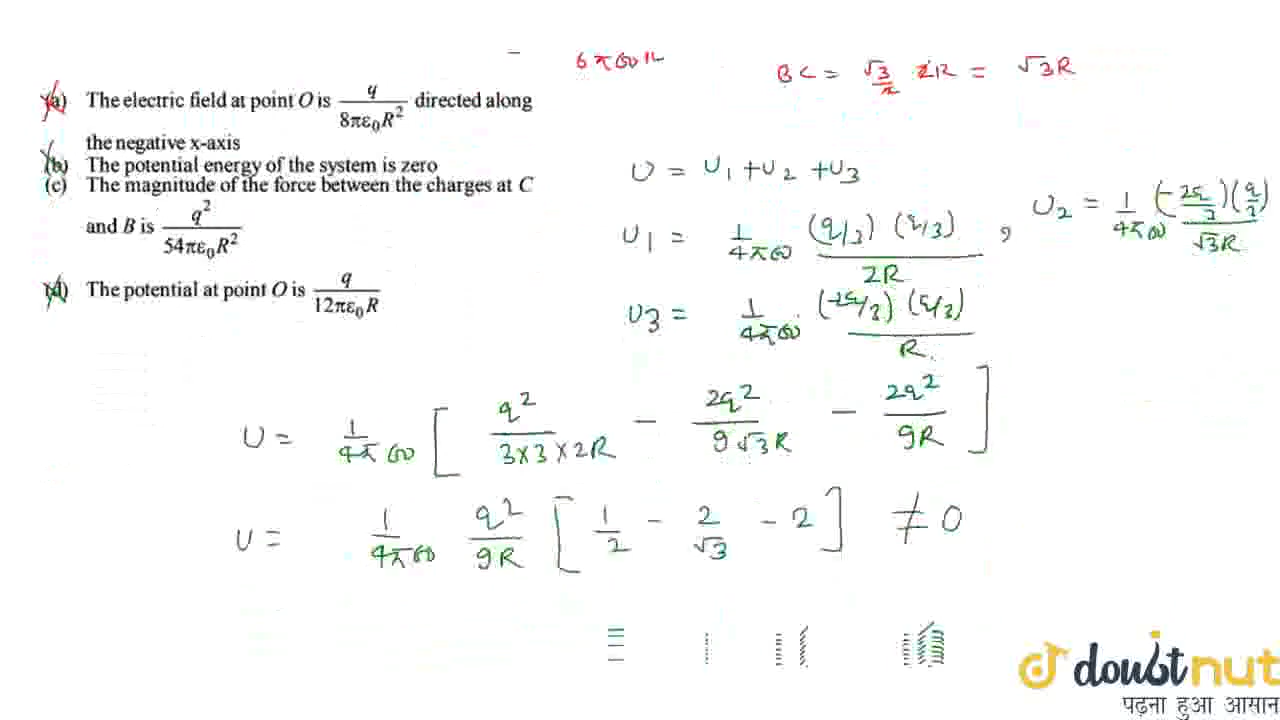 6πε₀R
BC = √3/2 2R = √3R
(a) The electric field at point O is q/8πε₀R² directed along
the negative x-axis
(b) The potential energy of the system is zero
(c) The magnitude of the force between the charges at C
and B is q²/54πε₀R²
(d) The potential at point O is q/12πε₀R
U = U₁ + U₂ + U₃
U₁ = 1/4πε₀ (q/3) (q/3)/2R , U₂ = 1/4πε₀ (-2q/3)(q/3)/√3R
U₃ = 1/4πε₀ (-2q/3) (q/3)/R
U = 1/4πε₀ [ q²/3×3×2R - 2q²/9√3R - 2q²/9R ]
U = 1/4πε₀ q²/9R [ 1/2 - 2/√3 - 2 ] ≠ 0
doubtnut
पढ़ना हुआ आसान